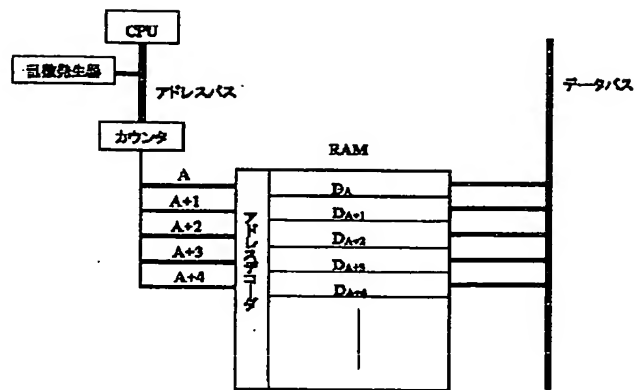 CPU
乱数発生器
アドレスバス
データバス
カウンタ
RAM
A
A+1
A+2
A+3
A+4
アドレスデコーダ
DA
DA+1
DA+2
DA+3
DA+4